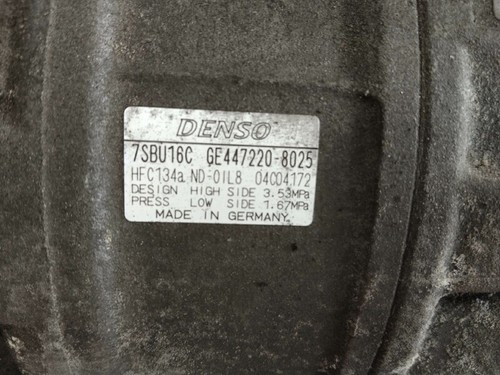 DENSO
7SBU16C GE447220-8025
HFC134a ND-OIL8 04C04172
DESIGN HIGH SIDE 3.53MPa
PRESS LOW SIDE 1.67MPa
MADE IN GERMANY